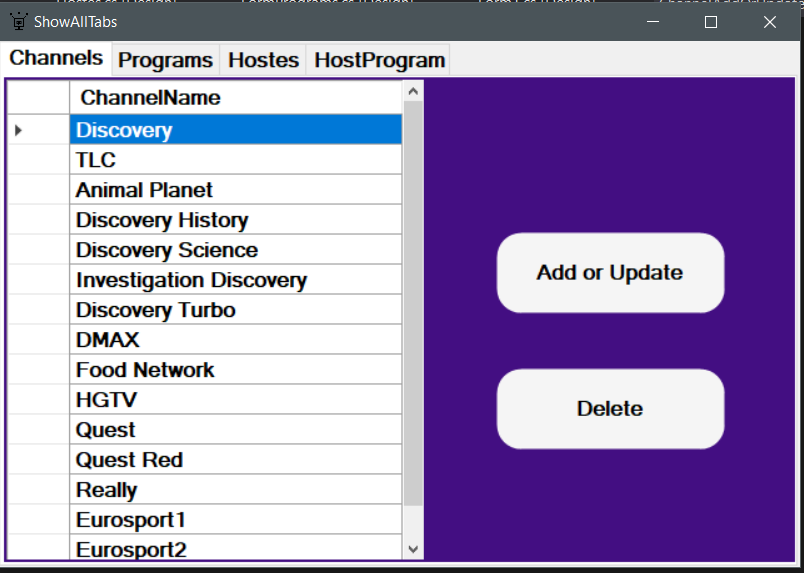 ShowAllTabs
Channels Programs Hostes HostProgram
ChannelName
Discovery
TLC
Animal Planet
Discovery History
Discovery Science
Investigation Discovery
Discovery Turbo
DMAX
Food Network
HGTV
Quest
Quest Red
Really
Eurosport1
Eurosport2
Add or Update
Delete